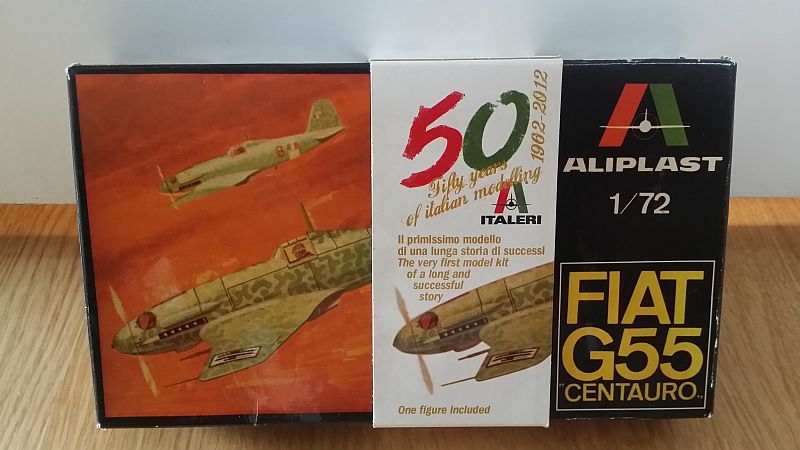 50
1962-2012
Fifty years
of italian modelling
ITALERI
Il primissimo modello
di una lunga storia di successi
The very first model kit
of a long and
successful
story
One figure included
ALIPLAST
1/72
FIAT
G55
"CENTAURO"
8